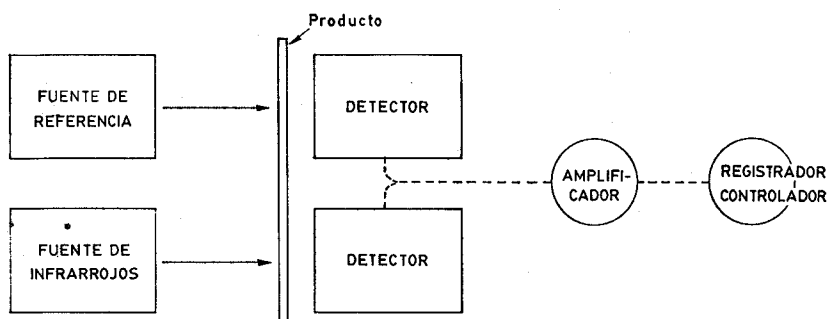 Producto
FUENTE DE
REFERENCIA
DETECTOR
AMPLIFI-
CADOR
REGISTRADOR
CONTROLADOR
FUENTE DE
INFRARROJOS
DETECTOR